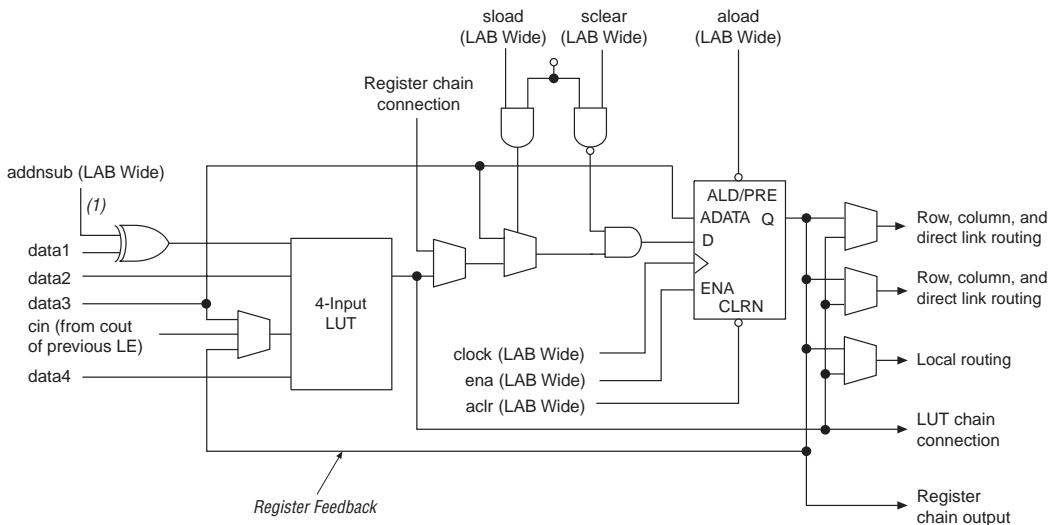 sload
(LAB Wide)
sclear
(LAB Wide)
aload
(LAB Wide)
Register chain
connection
addnsub (LAB Wide)
(1)
data1
data2
data3
cin (from cout
of previous LE)
data4
4-Input
LUT
ALD/PRE
ADATA Q
D
ENA
CLRN
clock (LAB Wide)
ena (LAB Wide)
aclr (LAB Wide)
Row, column, and
direct link routing
Row, column, and
direct link routing
Local routing
LUT chain
connection
Register
chain output
Register Feedback